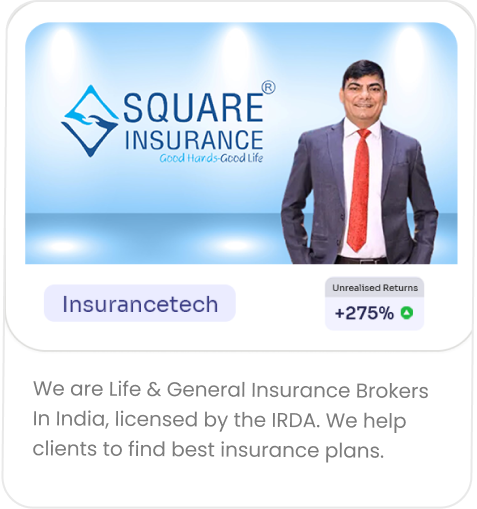 SQUARE®
INSURANCE
Good Hands-Good Life
Insurancetech
Unrealised Returns
+275%
We are Life & General Insurance Brokers
In India, licensed by the IRDA. We help
clients to find best insurance plans.